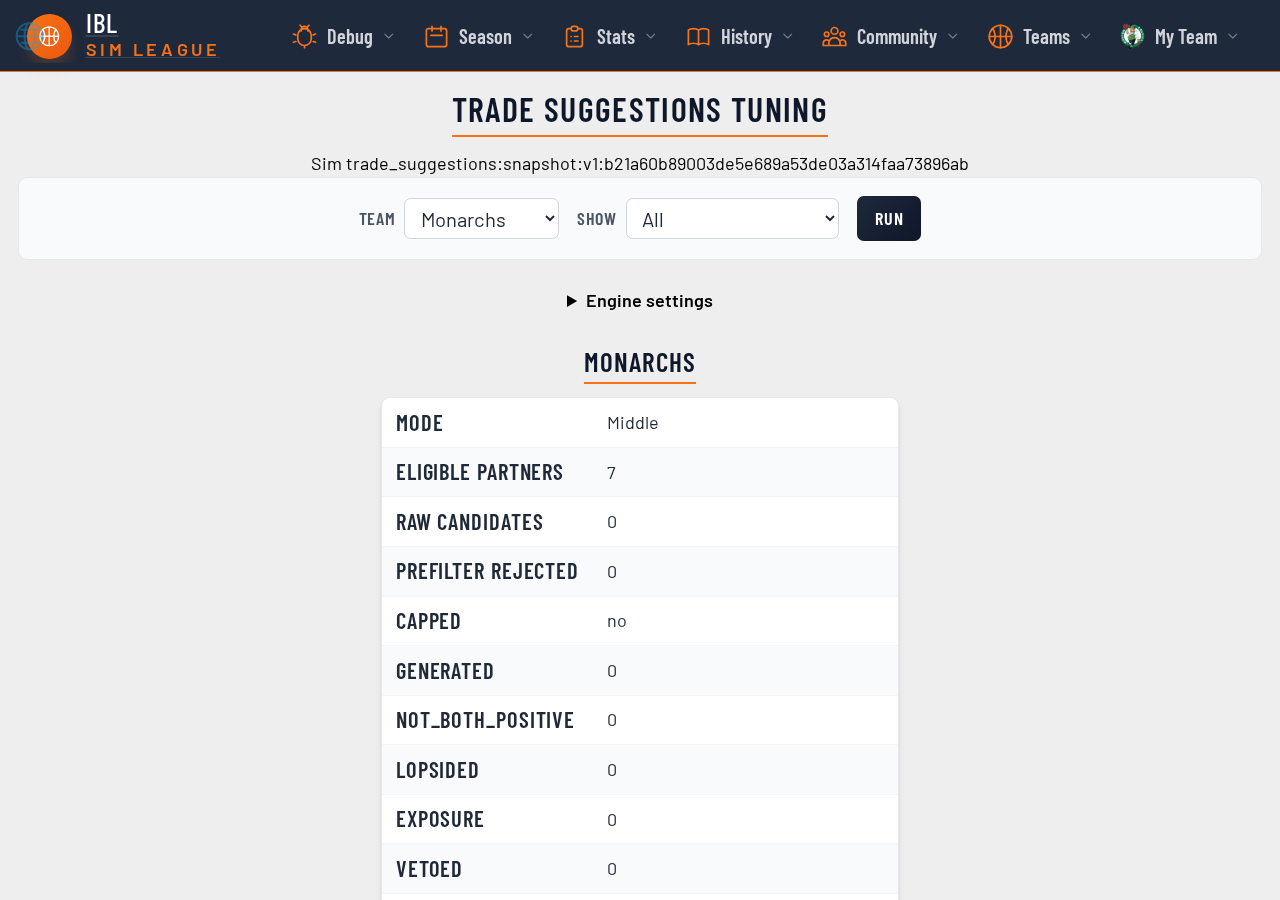 IBL
SIM LEAGUE
Debug
Season
Stats
History
Community
Teams
My Team
TRADE SUGGESTIONS TUNING
Sim trade_suggestions:snapshot:v1:b21a60b89003de5e689a53de03a314faa73896ab
TEAM Monarchs SHOW All RUN
Engine settings
MONARCHS
MODE Middle
ELIGIBLE PARTNERS 7
RAW CANDIDATES 0
PREFILTER REJECTED 0
CAPPED no
GENERATED 0
NOT_BOTH_POSITIVE 0
LOPSIDED 0
EXPOSURE 0
VETOED 0